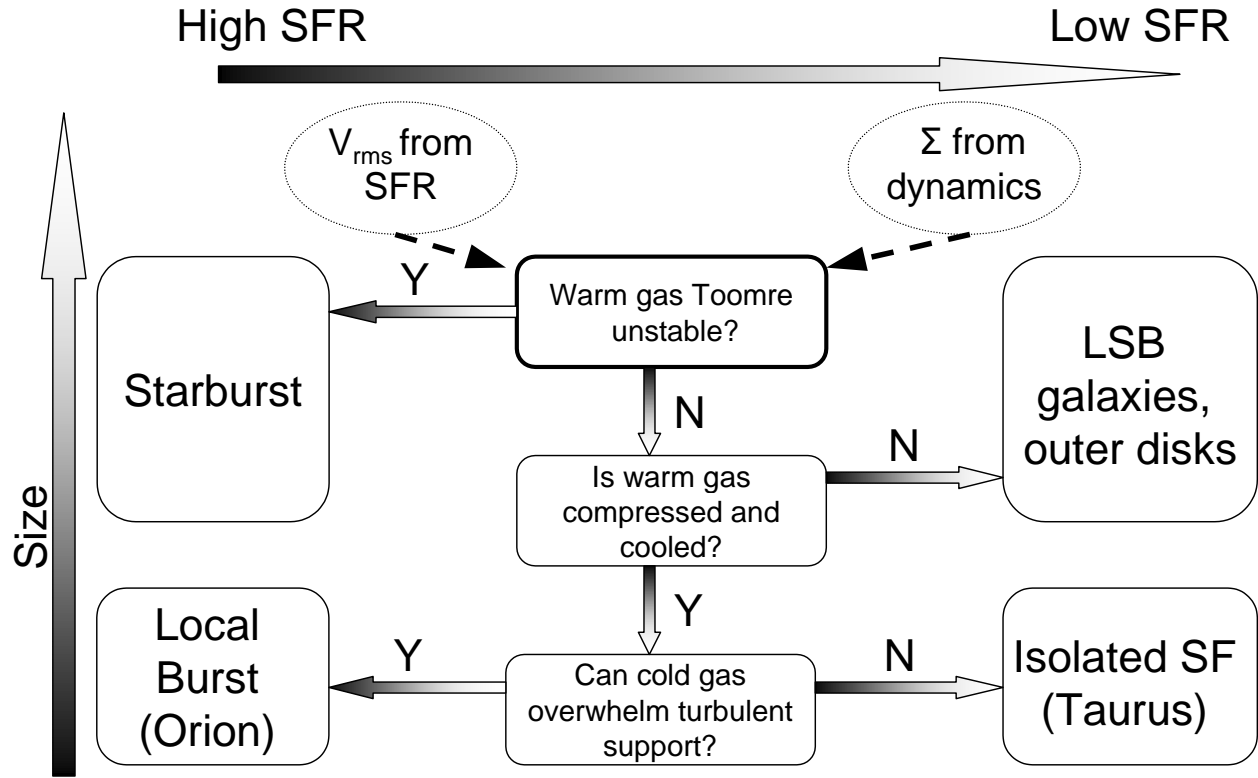 High SFR
Low SFR
V_rms from
SFR
Σ from
dynamics
Y
Warm gas Toomre
unstable?
Starburst
N
LSB
galaxies,
outer disks
N
Is warm gas
compressed and
cooled?
Size
Y
Local
Burst
(Orion)
Y
Can cold gas
overwhelm turbulent
support?
N
Isolated SF
(Taurus)